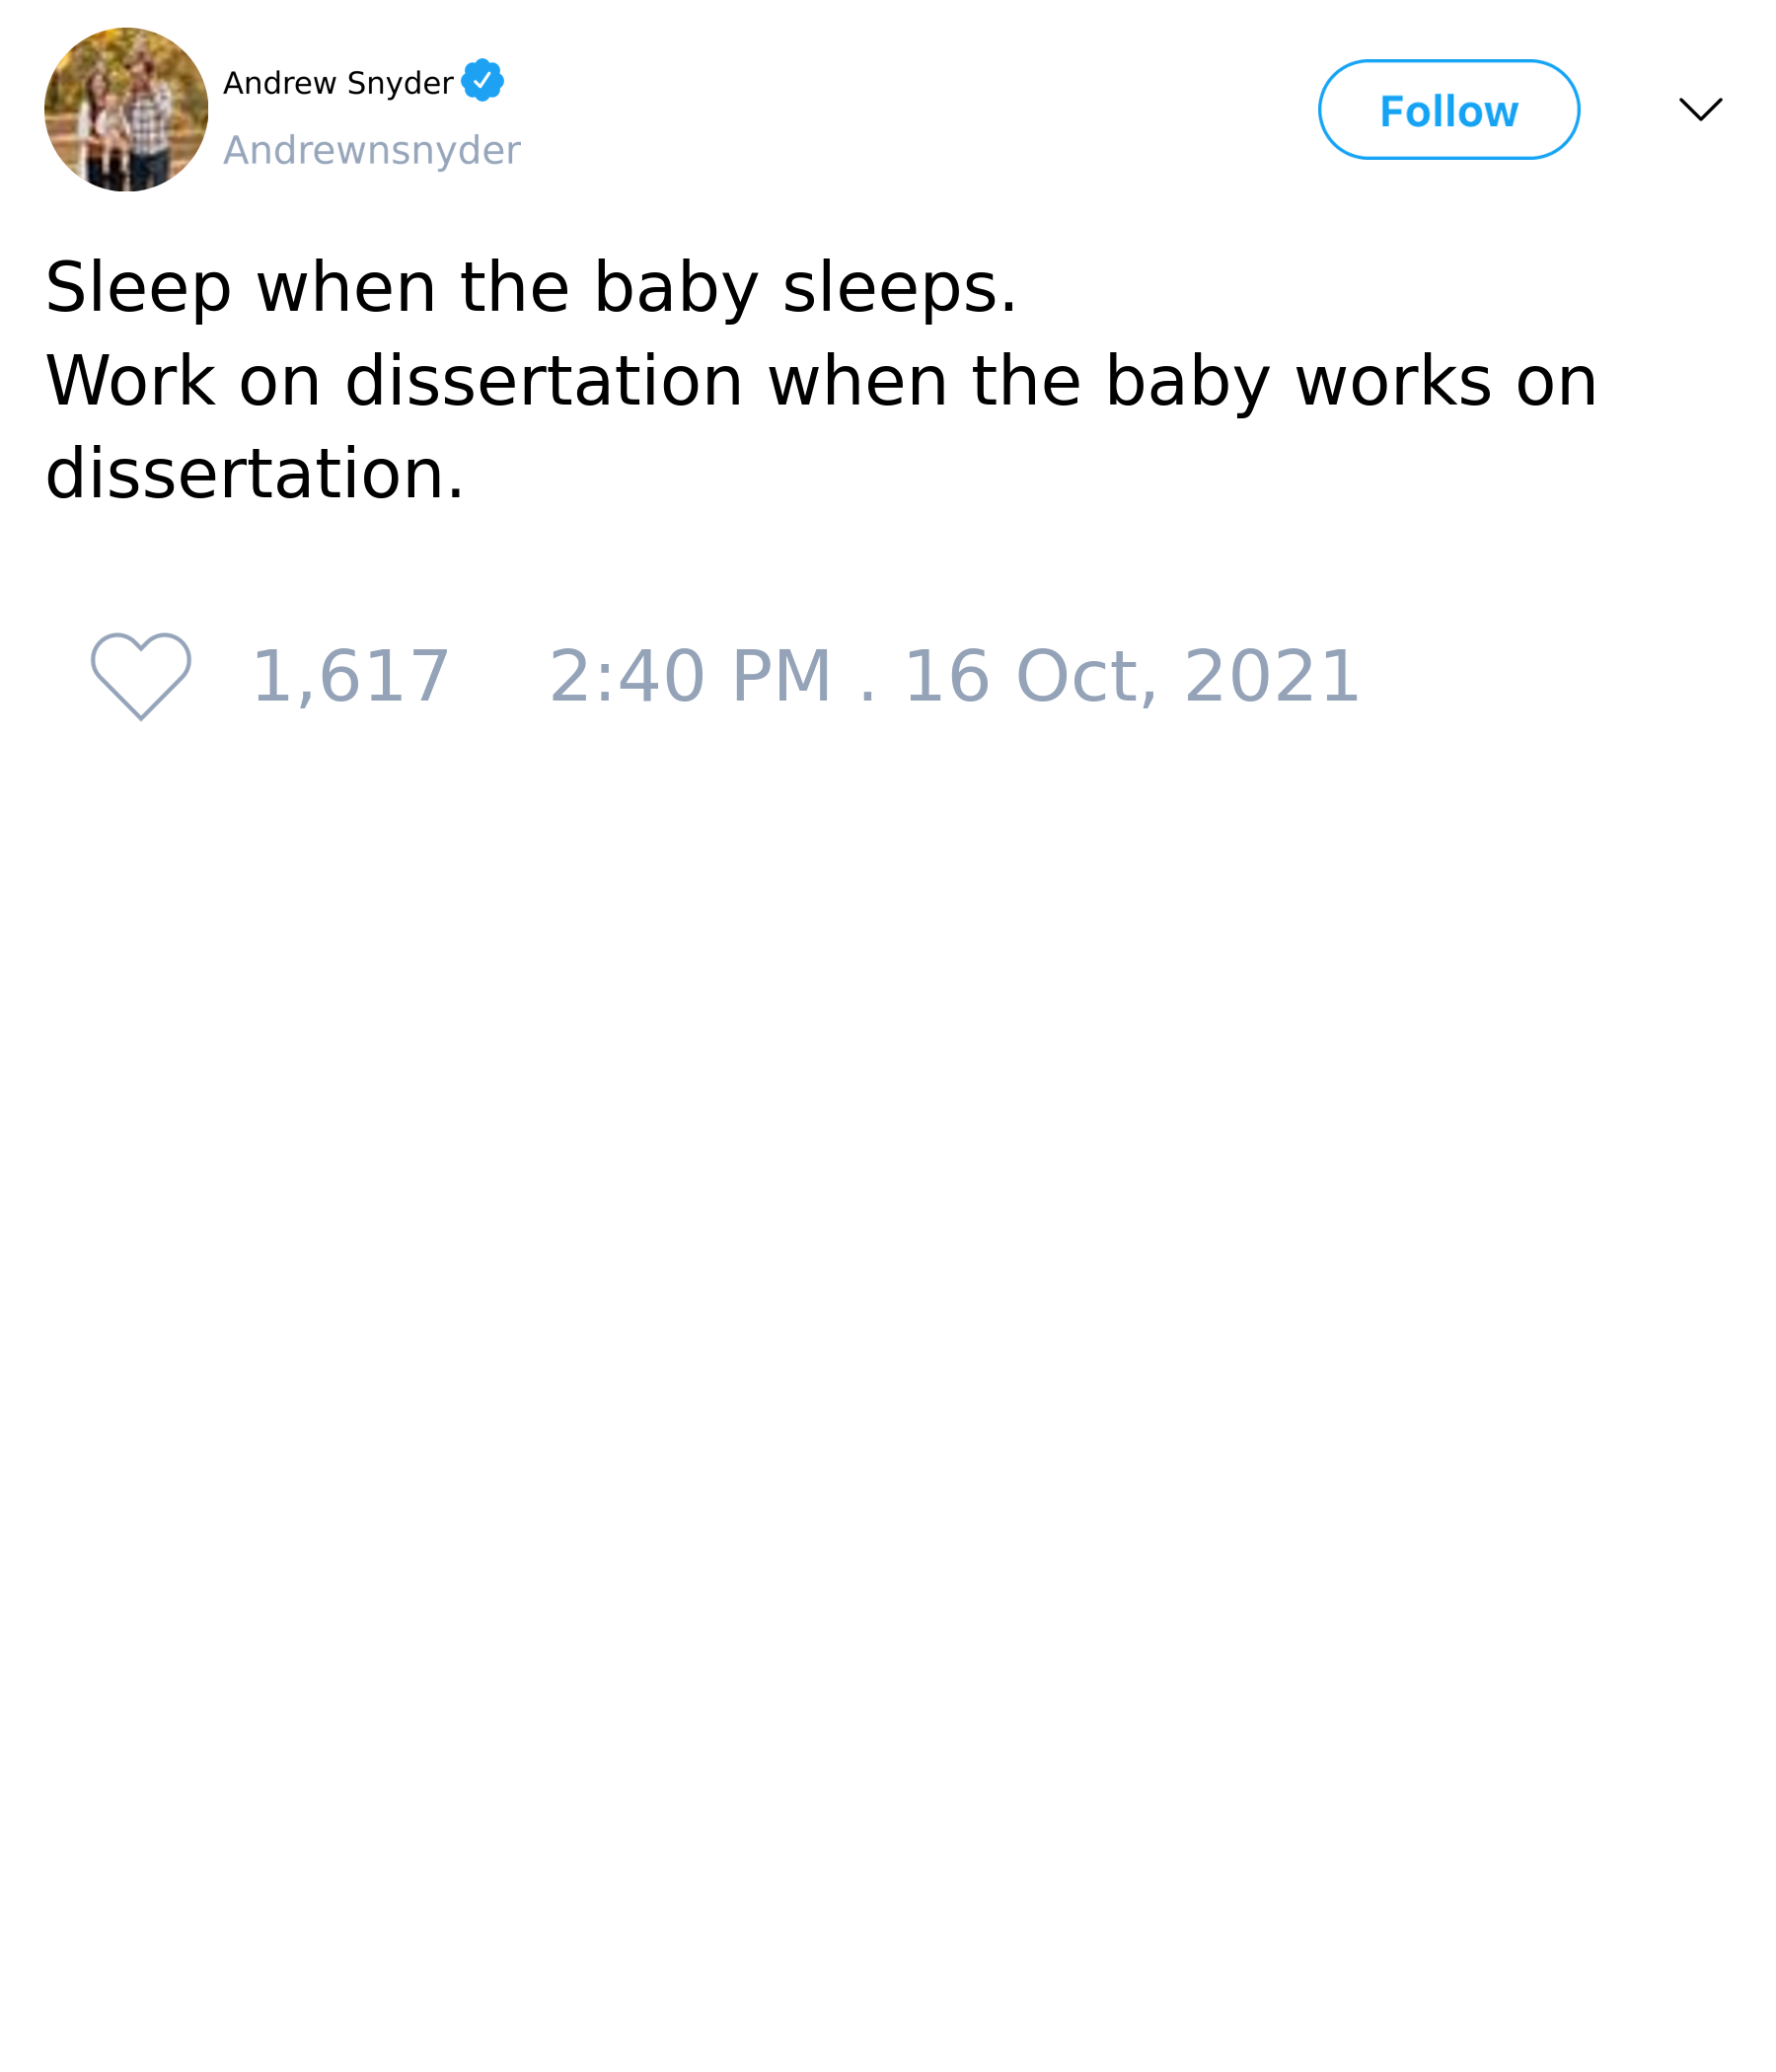 Andrew Snyder
Andrewnsnyder
Follow
Sleep when the baby sleeps.
Work on dissertation when the baby works on
dissertation.
1,617 2:40 PM . 16 Oct, 2021